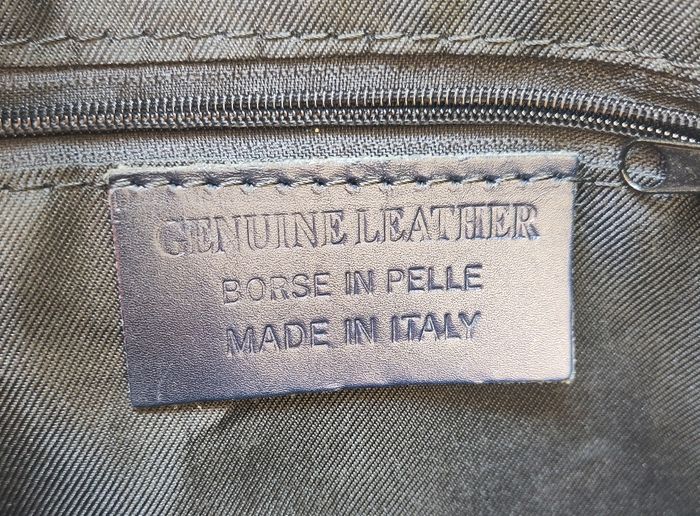 GENUINE LEATHER
BORSE IN PELLE
MADE IN ITALY